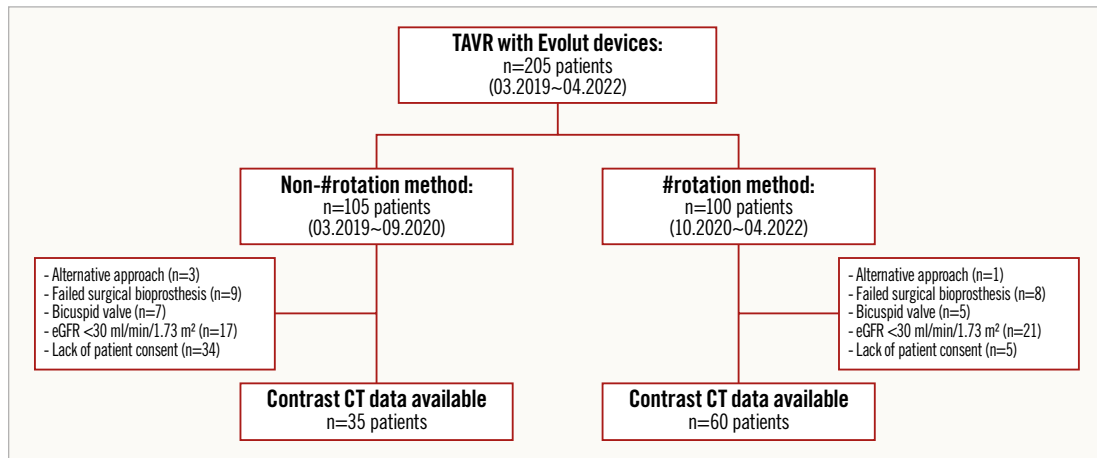 TAVR with Evolut devices:
n=205 patients
(03.2019~04.2022)
Non-#rotation method:
n=105 patients
(03.2019~09.2020)
#rotation method:
n=100 patients
(10.2020~04.2022)
- Alternative approach (n=3)
- Failed surgical bioprosthesis (n=9)
- Bicuspid valve (n=7)
- eGFR <30 ml/min/1.73 m² (n=17)
- Lack of patient consent (n=34)
- Alternative approach (n=1)
- Failed surgical bioprosthesis (n=8)
- Bicuspid valve (n=5)
- eGFR <30 ml/min/1.73 m² (n=21)
- Lack of patient consent (n=5)
Contrast CT data available
n=35 patients
Contrast CT data available
n=60 patients